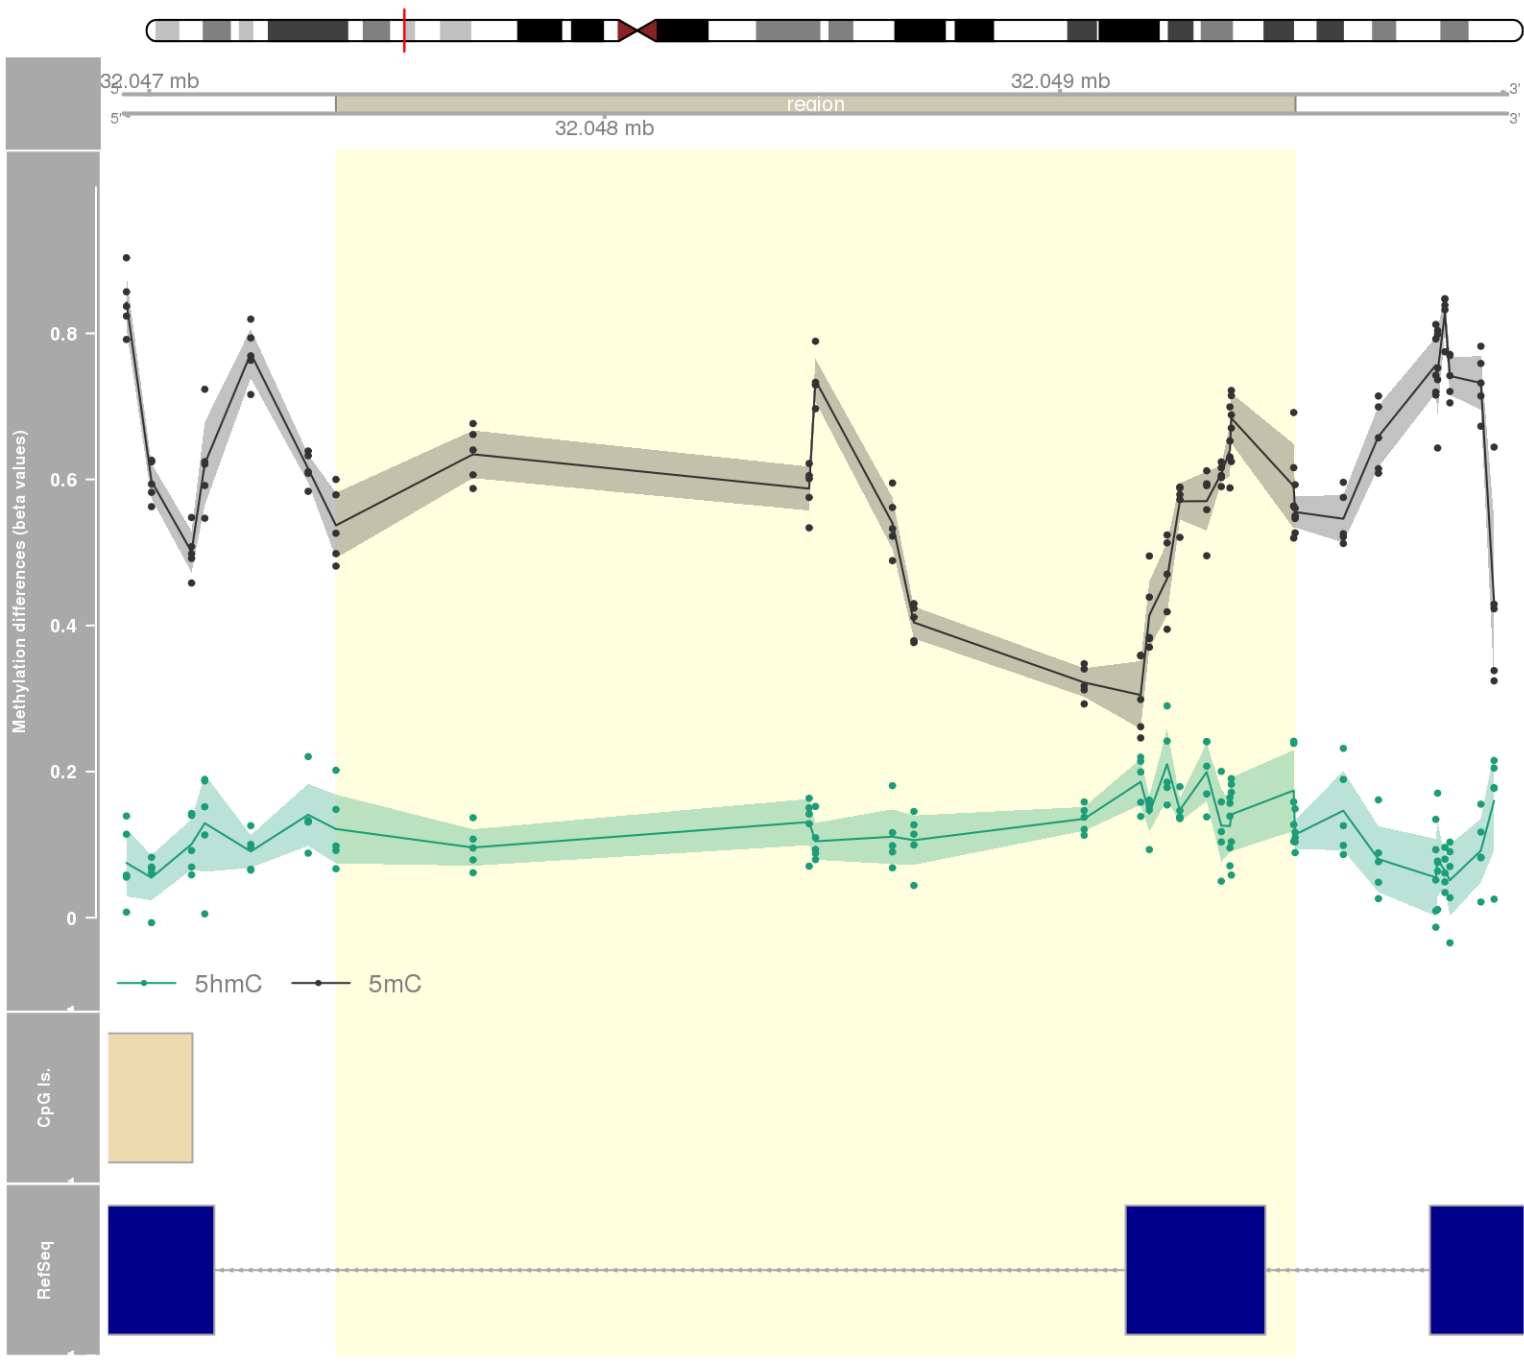 32.047 mb
32.049 mb
5'
3'
region
5'
3'
32.048 mb
Methylation differences (beta values)
0.8
0.6
0.4
0.2
0
5hmC
5mC
CpG Is.
RefSeq